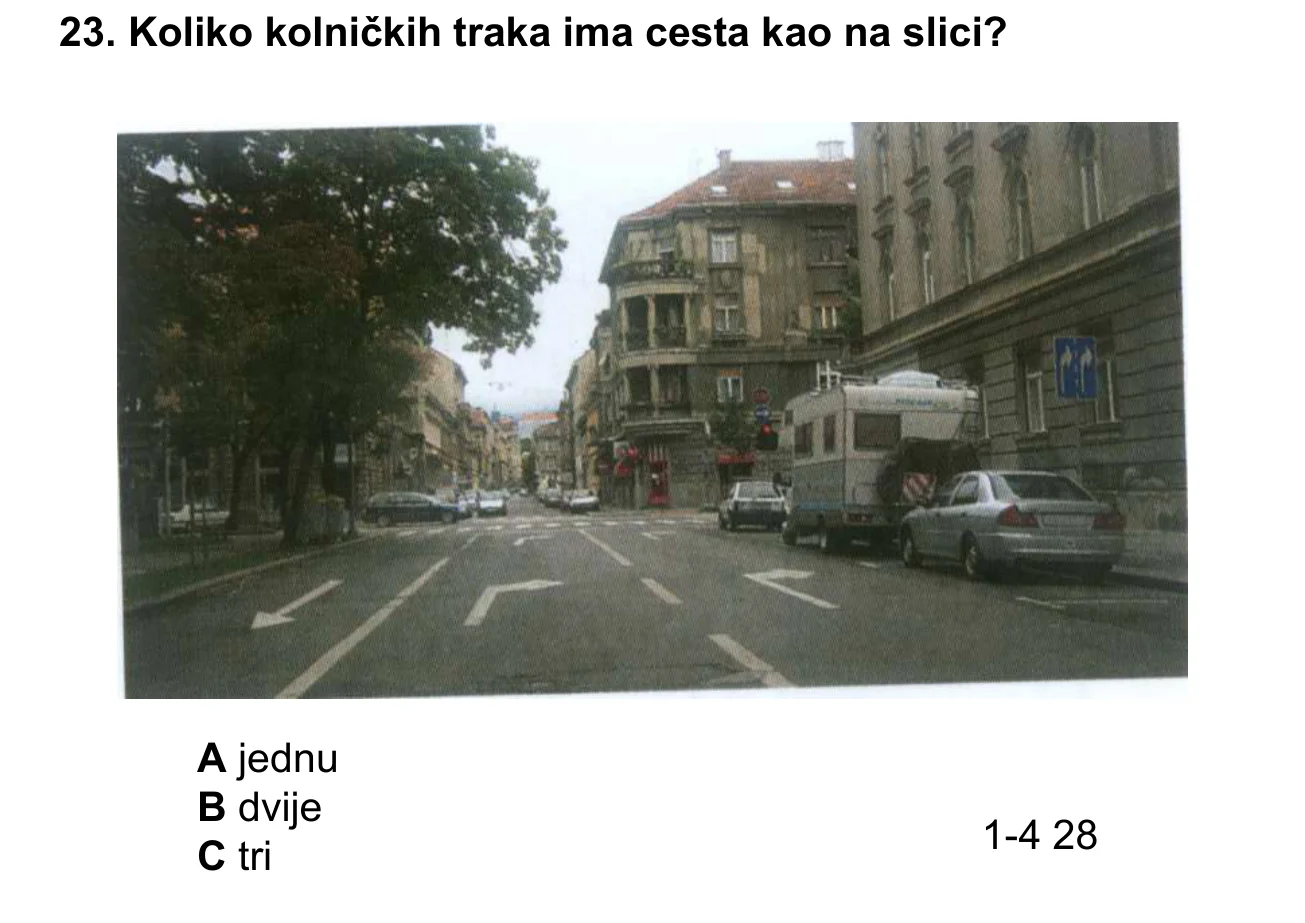 23. Koliko kolničkih traka ima cesta kao na slici?
A jednu
B dvije
C tri
1-4 28